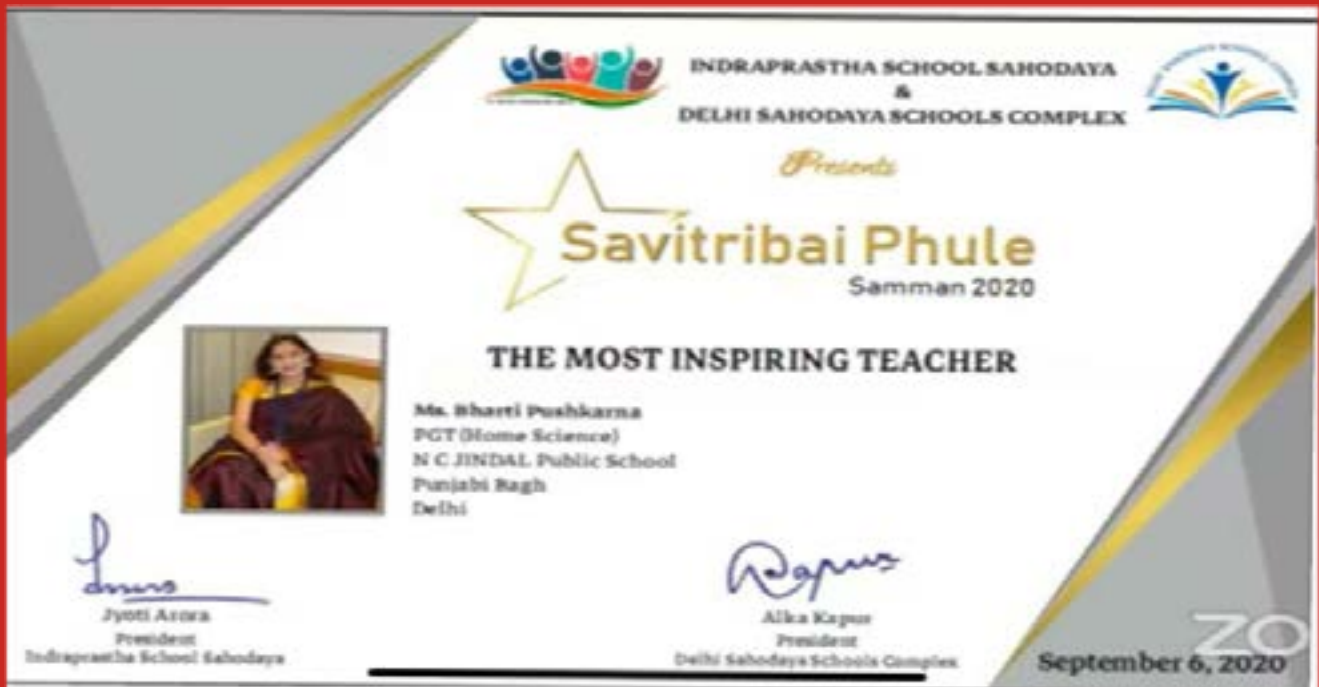 INDRAPRASTHA SCHOOL SAHODAYA
&
DELHI SAHODAYA SCHOOLS COMPLEX
Presents
Savitribai Phule
Samman 2020
THE MOST INSPIRING TEACHER
Ms. Bharti Pushkarna
PGT (Home Science)
N C JINDAL Public School
Punjabi Bagh
Delhi
Jyoti Arora
President
Indraprastha School Sahodaya
Alka Kapur
President
Delhi Sahodaya Schools Complex
ZO
September 6, 2020